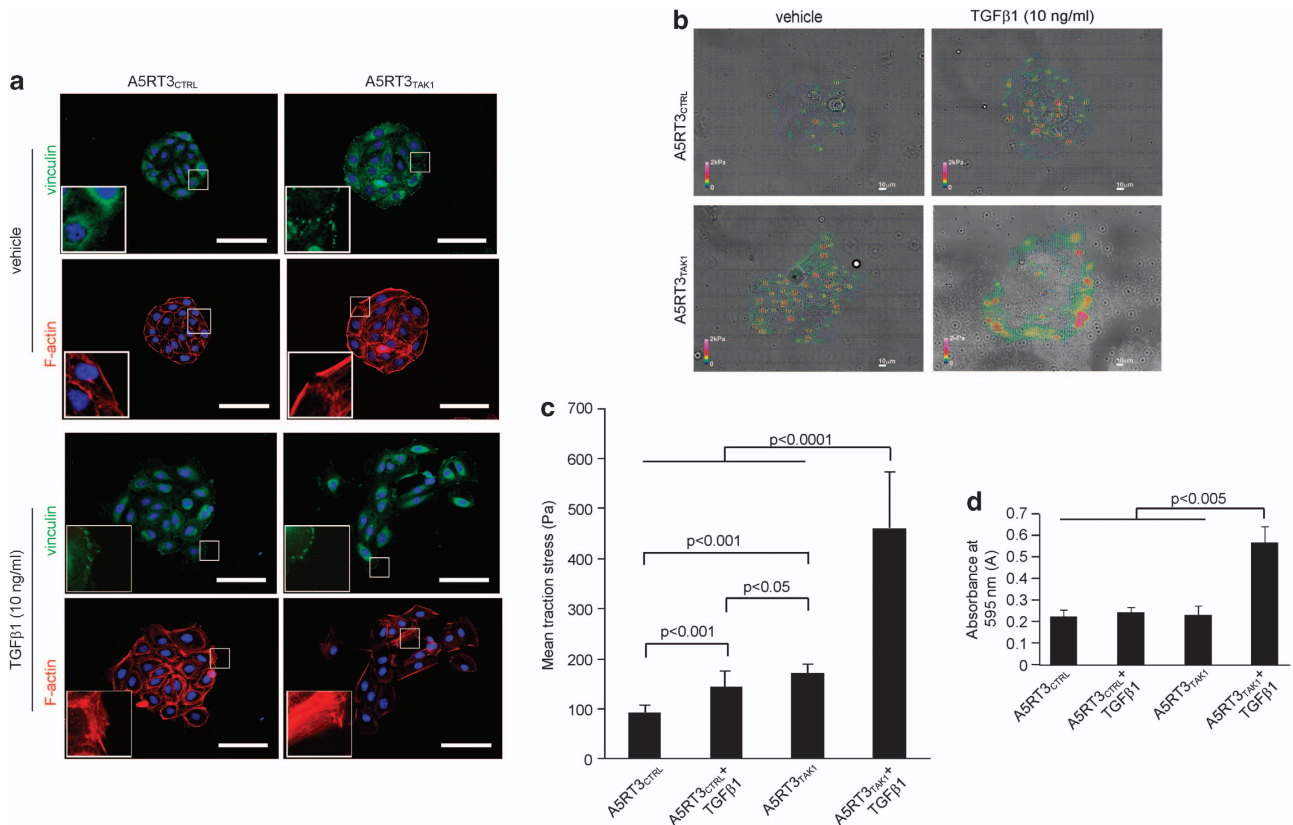 a
A5RT3CTRL
A5RT3TAK1
vehicle
vinculin
F-actin
TGFβ1 (10 ng/ml)
vinculin
F-actin
b
vehicle
TGFβ1 (10 ng/ml)
A5RT3CTRL
2kPa
0
10μm
2kPa
0
10μm
A5RT3TAK1
2kPa
0
10μm
2kPa
0
10μm
c
Mean traction stress (Pa)
700
600
500
400
300
200
100
0
p<0.0001
p<0.001
p<0.05
p<0.001
A5RT3CTRL
A5RT3CTRL+
TGFβ1
A5RT3TAK1
A5RT3TAK1+
TGFβ1
d
Absorbance at
595 nm (A)
0.7
0.6
0.5
0.4
0.3
0.2
0.1
0
p<0.005
A5RT3CTRL
A5RT3CTRL+
TGFβ1
A5RT3TAK1
A5RT3TAK1+
TGFβ1